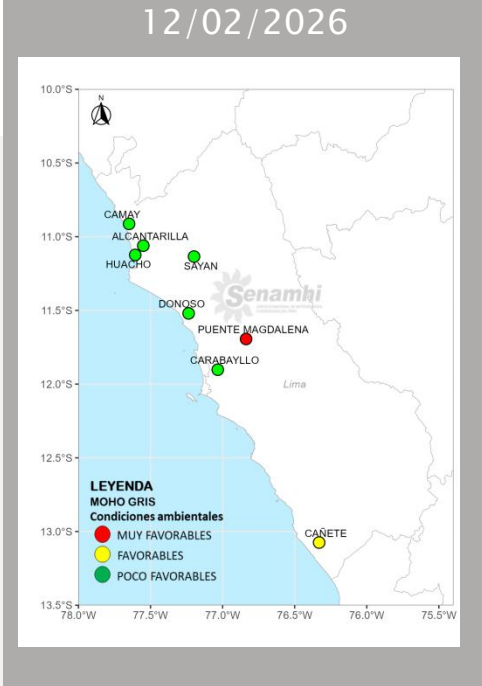 12/02/2026
10.0°S
N
10.5°S
CAMAY
11.0°S
ALCANTARILLA
HUACHO
SAYAN
Senamhi
11.5°S
DONOSO
PUENTE MAGDALENA
CARABAYLLO
12.0°S
Lima
12.5°S
LEYENDA
MOHO GRIS
Condiciones ambientales
MUY FAVORABLES
FAVORABLES
POCO FAVORABLES
13.0°S
CAÑETE
13.5°S
78.0°W 77.5°W 77.0°W 76.5°W 76.0°W 75.5°W